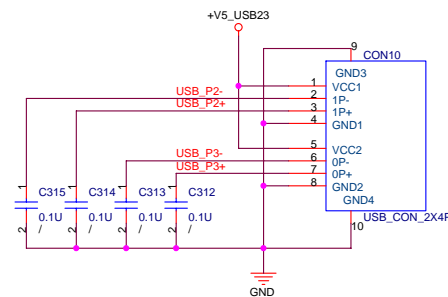 +V5_USB23
9
CON10
GND3
USB_P2-
1
VCC1
USB_P2+
2
1P-
3
1P+
4
GND1
5
VCC2
USB_P3-
6
0P-
USB_P3+
7
0P+
8
GND2
GND4
1
C315
1
C314
1
C313
1
C312
10
USB_CON_2X4P
0.1U
0.1U
0.1U
0.1U
2
/
2
/
2
/
2
/
GND